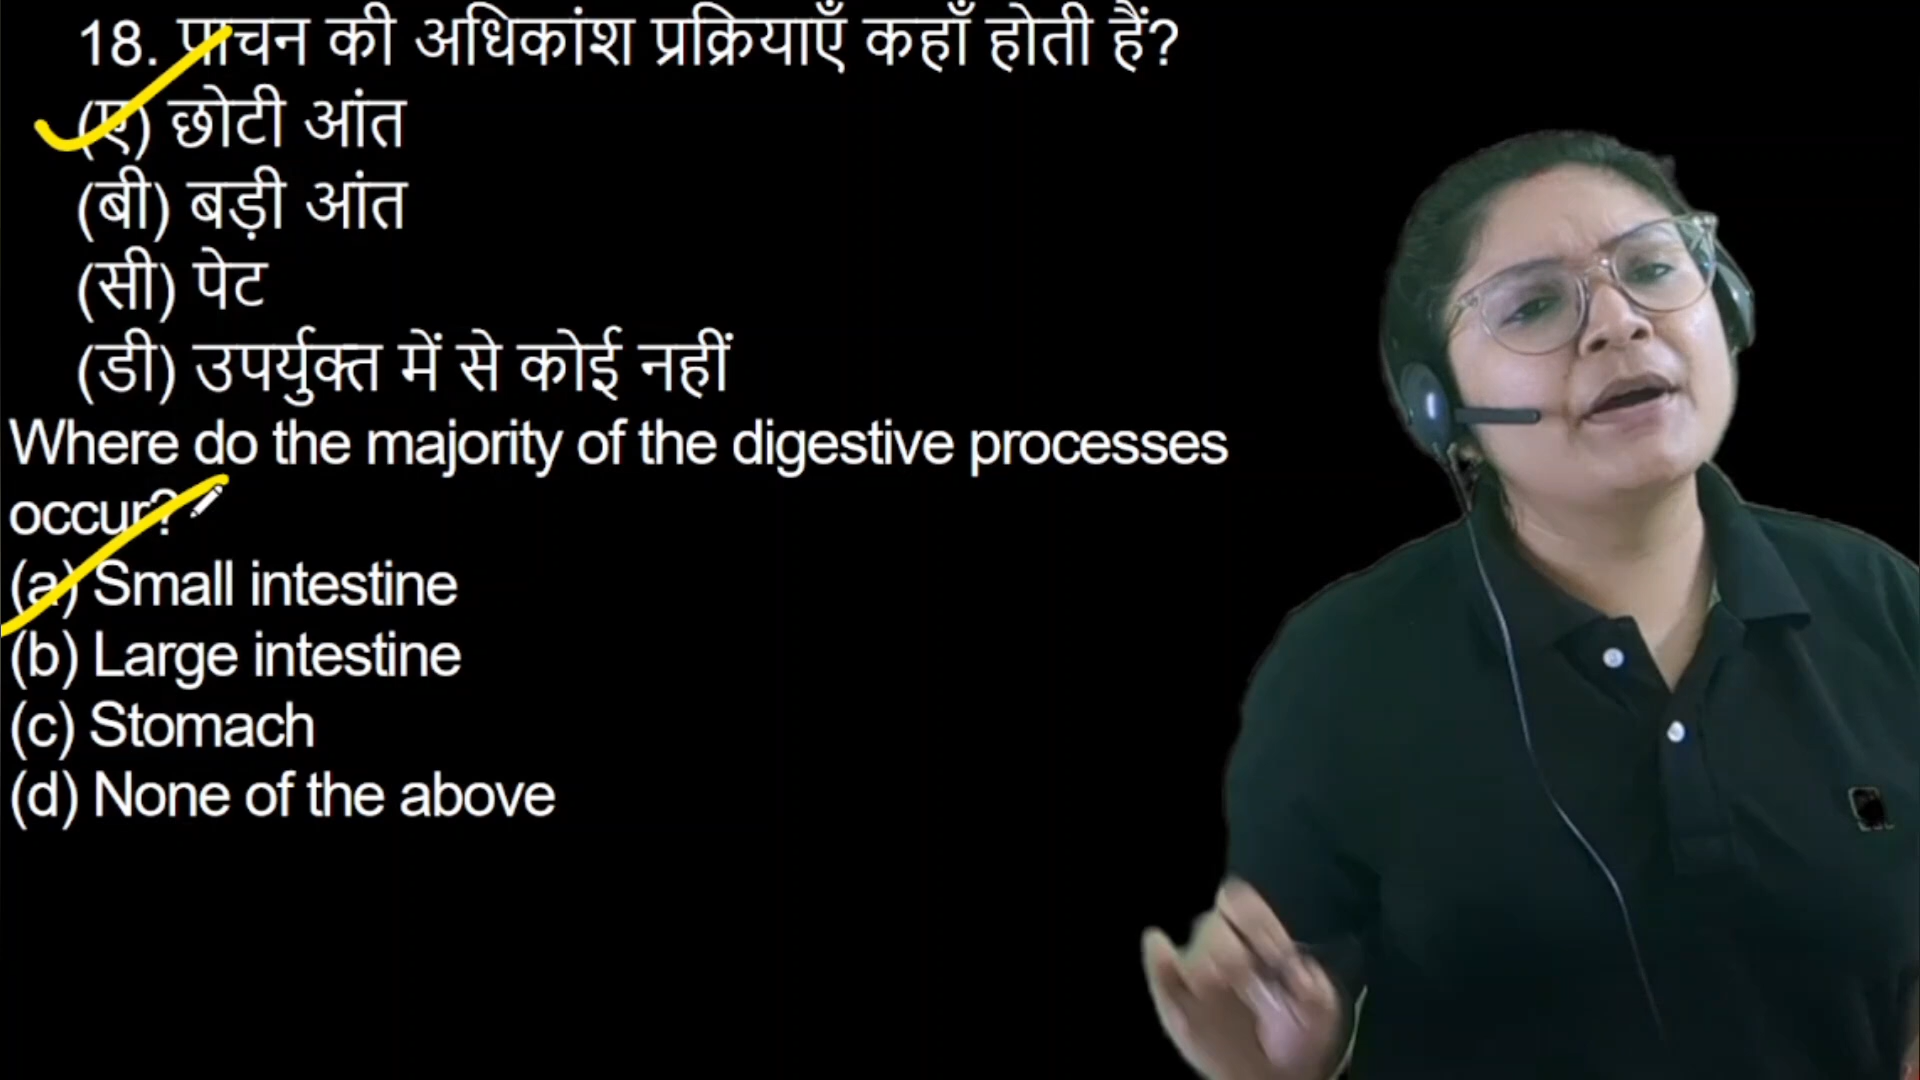 18. पाचन की अधिकांश प्रक्रियाएँ कहाँ होती हैं?
(ए) छोटी आंत
(बी) बड़ी आंत
(सी) पेट
(डी) उपर्युक्त में से कोई नहीं
Where do the majority of the digestive processes
occur?
(a) Small intestine
(b) Large intestine
(c) Stomach
(d) None of the above